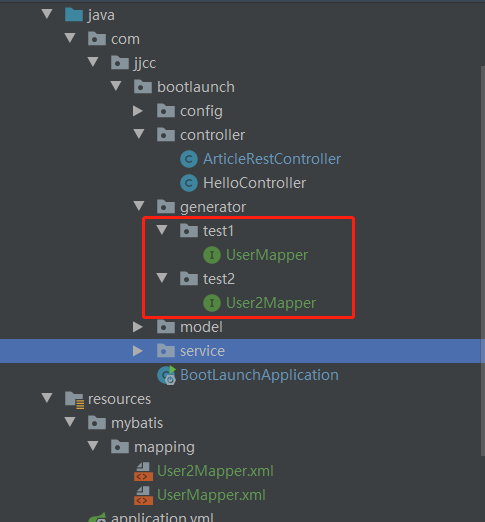 java
com
jjcc
bootlaunch
config
controller
ArticleRestController
HelloController
generator
test1
UserMapper
test2
User2Mapper
model
service
BootLaunchApplication
resources
mybatis
mapping
User2Mapper.xml
UserMapper.xml
application.yml